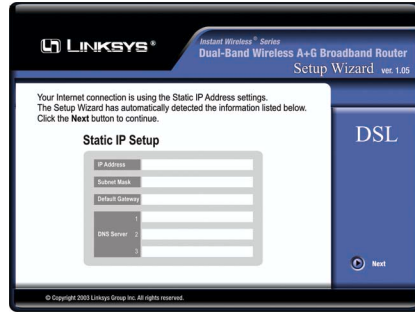 LINKSYS®
Instant Wireless® Series
Dual-Band Wireless A+G Broadband Router
Setup Wizard ver. 1.05
Your Internet connection is using the Static IP Address settings.
The Setup Wizard has automatically detected the information listed below.
Click the Next button to continue.
DSL
Static IP Setup
IP Address
Subnet Mask
Default Gateway
DNS Server
1
2
3
Next
© Copyright 2003 Linksys Group Inc. All rights reserved.